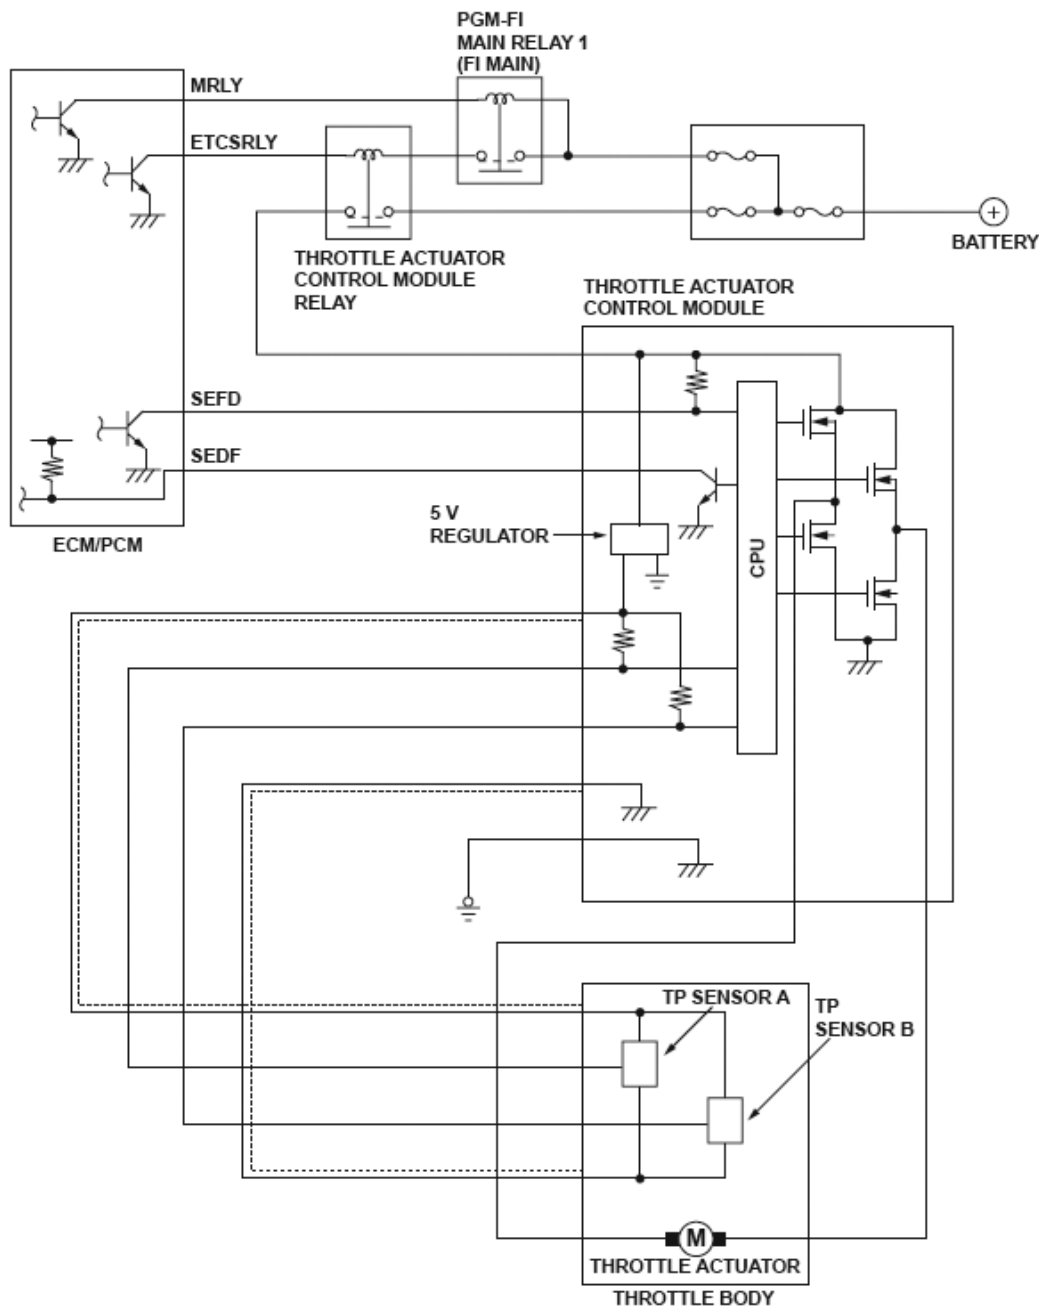 PGM-FI
MAIN RELAY 1
(FI MAIN)
MRLY
ETCSRLY
+
BATTERY
THROTTLE ACTUATOR
CONTROL MODULE
RELAY
THROTTLE ACTUATOR
CONTROL MODULE
SEFD
SEDF
5 V
REGULATOR
ECM/PCM
CPU
TP SENSOR A
TP
SENSOR B
M
THROTTLE ACTUATOR
THROTTLE BODY